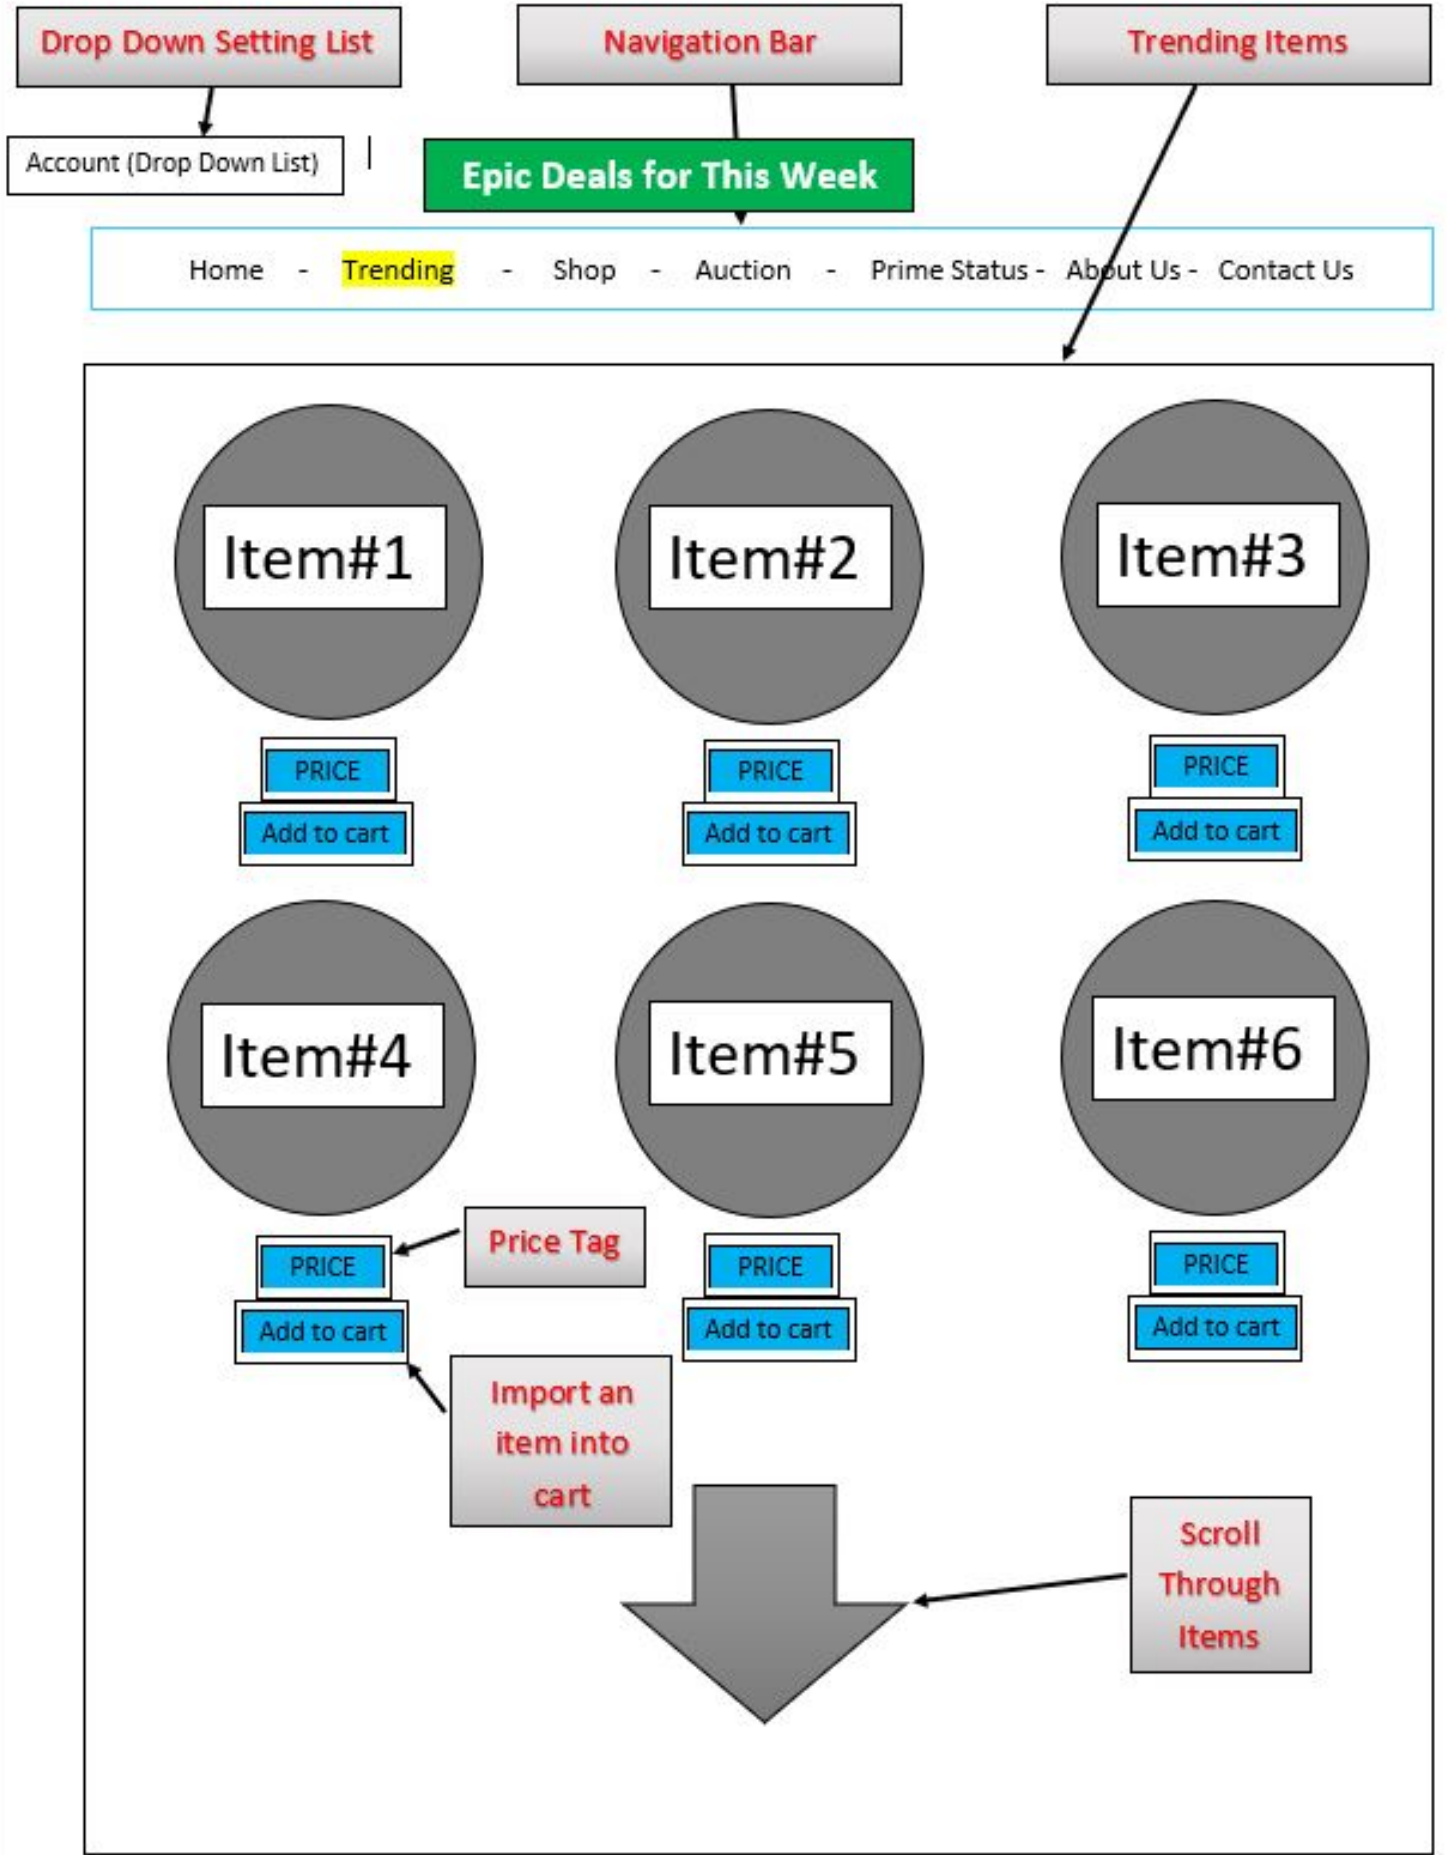 Drop Down Setting List
Navigation Bar
Trending Items
Account (Drop Down List)
Epic Deals for This Week
Home - Trending - Shop - Auction - Prime Status - About Us - Contact Us
Item#1
Item#2
Item#3
PRICE
PRICE
PRICE
Add to cart
Add to cart
Add to cart
Item#4
Item#5
Item#6
Price Tag
PRICE
PRICE
PRICE
Add to cart
Add to cart
Add to cart
Import an
item into
cart
Scroll
Through
Items